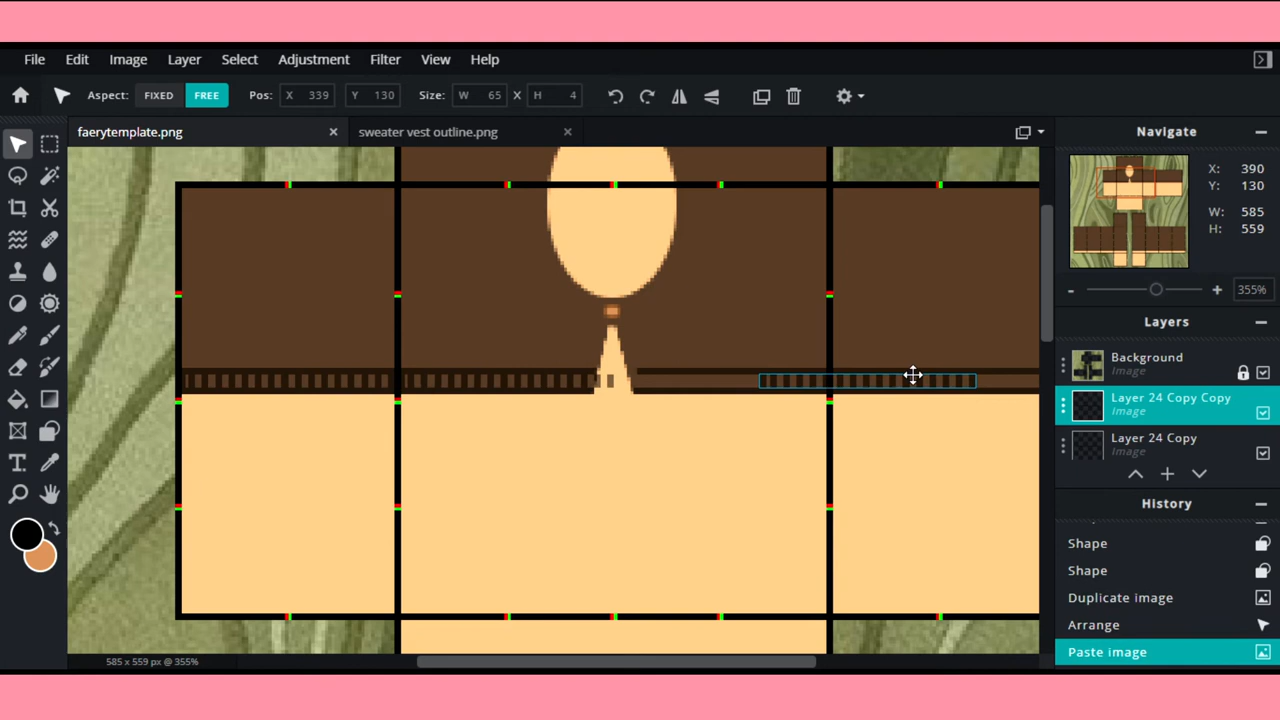 File Edit Image Layer Select Adjustment Filter View Help
Aspect: FIXED FREE Pos: X 339 Y 130 Size: W 65 X H 4
faerytemplate.png × sweater vest outline.png ×
Navigate
X: 390
Y: 130
W: 585
H: 559
- + 355%
Layers
Background
Image
Layer 24 Copy Copy
Image
Layer 24 Copy
Image
History
Shape
Shape
Duplicate image
Arrange
Paste image
585 x 559 px @ 355%